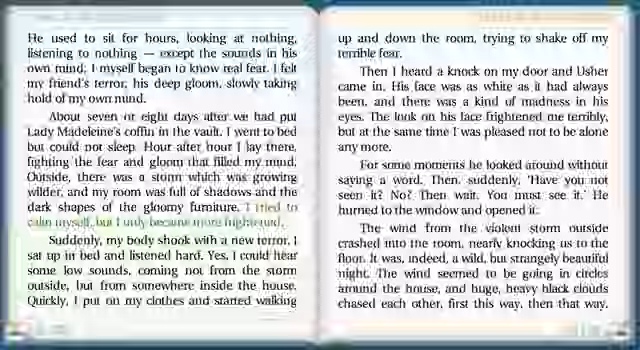 He used to sit for hours, looking at nothing,
listening to nothing — except the sounds in his
own mind. I myself began to know real fear. I felt
my friend's terror, his deep gloom, slowly taking
hold of my own mind.
About seven or eight days after we had put
Lady Madeleine's coffin in the vault, I went to bed
but could not sleep. Hour after hour I lay there,
fighting the fear and gloom that filled my mind.
Outside, there was a storm which was growing
wilder, and my room was full of shadows and the
dark shapes of the gloomy furniture. I tried to
calm myself, but I only became more frightened.
Suddenly, my body shook with a new terror. I
sat up in bed and listened hard. Yes, I could hear
some low sounds, coming not from the storm
outside, but from somewhere inside the house.
Quickly, I put on my clothes and started walking
up and down the room, trying to shake off my
terrible fear.
Then I heard a knock on my door and Usher
came in. His face was as white as it had always
been, and there was a kind of madness in his
eyes. The look on his face frightened me terribly,
but at the same time I was pleased not to be alone
any more.
For some moments he looked around without
saying a word. Then, suddenly, 'Have you not
seen it? No? Then wait. You must see it.' He
hurried to the window and opened it.
The wind from the violent storm outside
crashed into the room, nearly knocking us to the
floor. It was, indeed, a wild, but strangely beautiful
night. The wind seemed to be going in circles
around the house, and huge, heavy black clouds
chased each other, first this way, then that way,